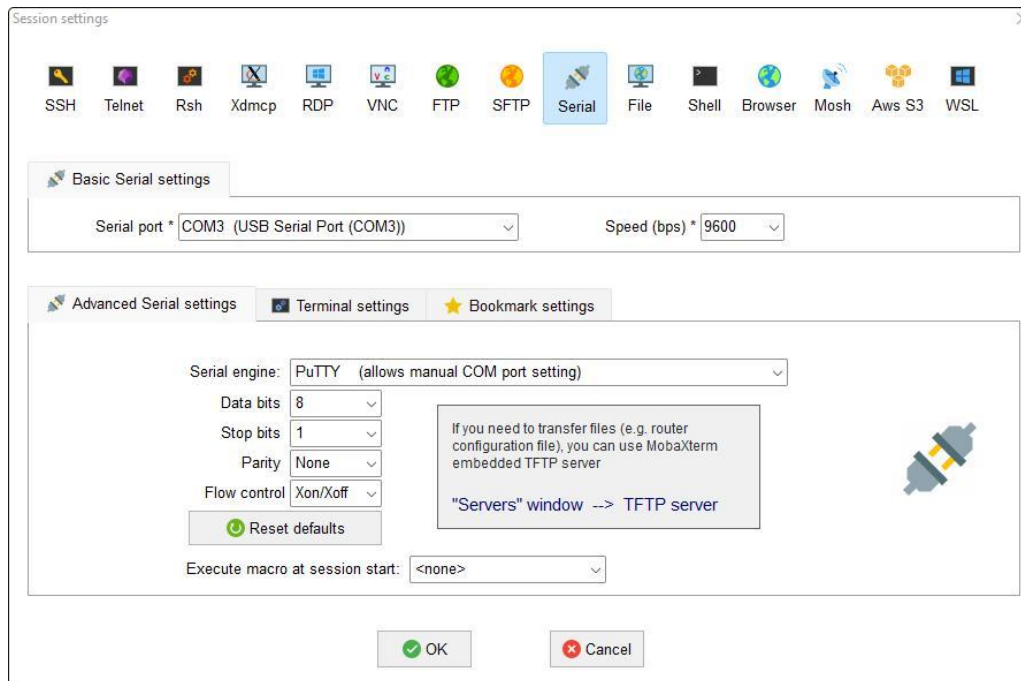 Session settings
SSH Telnet Rsh Xdmcp RDP VNC FTP SFTP Serial File Shell Browser Mosh Aws S3 WSL
Basic Serial settings
Serial port * COM3 (USB Serial Port (COM3)) Speed (bps) * 9600
Advanced Serial settings Terminal settings Bookmark settings
Serial engine: PuTTY (allows manual COM port setting)
Data bits 8
Stop bits 1
Parity None
Flow control Xon/Xoff
Reset defaults
If you need to transfer files (e.g. router
configuration file), you can use MobaXterm
embedded TFTP server
"Servers" window --> TFTP server
Execute macro at session start: <none>
OK Cancel